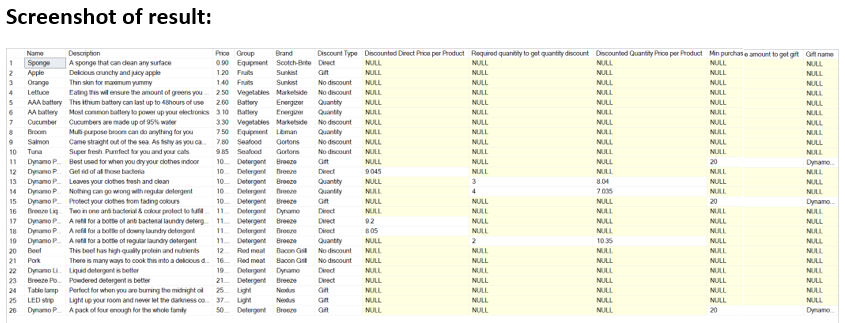 Screenshot of result:
Name Description Price Group Brand Discount Type Discounted Direct Price per Product Required quanitity to get quantity discount Discounted Quantity Price per Product Min purchase amount to get gift Gift name
1 Sponge A sponge that can clean any surface 0.90 Equipment Scotch-Brite Direct NULL NULL NULL NULL NULL
2 Apple Delicious crunchy and juicy apple 1.20 Fruits Sunkist Gift NULL NULL NULL NULL NULL
3 Orange Thin skin for maximum yummy 1.40 Fruits Sunkist No discount NULL NULL NULL NULL NULL
4 Lettuce Eating this will ensure the amount of greens you ... 2.50 Vegetables Marketside No discount NULL NULL NULL NULL NULL
5 AAA battery This lithium battery can last up to 48hours of use 2.60 Battery Energizer Quantity NULL NULL NULL NULL NULL
6 AA battery Most common battery to power up your electronics 3.10 Battery Energizer Quantity NULL NULL NULL NULL NULL
7 Cucumber Cucumbers are made up of 95% water 3.30 Vegetables Marketside No discount NULL NULL NULL NULL NULL
8 Broom Multi-purpose broom can do anything for you 7.50 Equipment Libman Quantity NULL NULL NULL NULL NULL
9 Salmon Came straight out of the sea. As fishy as you ca... 7.80 Seafood Gortons No discount NULL NULL NULL NULL NULL
10 Tuna Super fresh. Purrfect for you and your cats 9.85 Seafood Gortons No discount NULL NULL NULL NULL NULL
11 Dynamo P... Best used for when you dry your clothes indoor 10... Detergent Breeze Gift NULL NULL NULL 20 Dynamo...
12 Dynamo P... Get rid of all those bacteria 10... Detergent Breeze Direct 9.045 NULL NULL NULL NULL
13 Dynamo P... Leaves your clothes fresh and clean 10... Detergent Breeze Quantity NULL 3 8.04 NULL NULL
14 Dynamo P... Nothing can go wrong with regular detergent 10... Detergent Breeze Quantity NULL 4 7.035 NULL NULL
15 Dynamo P... Protect your clothes from fading colours 10... Detergent Breeze Gift NULL NULL NULL 20 Dynamo...
16 Breeze Liq... Two in one anti bacterial & colour protect to fulfill ... 11... Detergent Dynamo Direct NULL NULL NULL NULL NULL
17 Dynamo P... A refill for a bottle of anti bacterial laundry deterg... 11... Detergent Breeze Direct 9.2 NULL NULL NULL NULL
18 Dynamo P... A refill for a bottle of downy laundry detergent 11... Detergent Breeze Direct 8.05 NULL NULL NULL NULL
19 Dynamo P... A refill for a bottle of regular laundry detergent 11... Detergent Breeze Quantity NULL 2 10.35 NULL NULL
20 Beef This beef has high quality protein and nutrients 12... Red meat Bacon Grill No discount NULL NULL NULL NULL NULL
21 Pork There is many ways to cook this into a delicious d... 16... Red meat Bacon Grill No discount NULL NULL NULL NULL NULL
22 Dynamo Li... Liquid detergent is better 19... Detergent Dynamo Direct NULL NULL NULL NULL NULL
23 Breeze Po... Powdered detergent is better 21... Detergent Breeze Direct NULL NULL NULL NULL NULL
24 Table lamp Perfect for when you are burning the midnight oil 25... Light Nexlus Gift NULL NULL NULL NULL NULL
25 LED strip Light up your room and never let the darkness co... 37... Light Nexlus Gift NULL NULL NULL NULL NULL
26 Dynamo P... A pack of four enough for the whole family 50... Detergent Breeze Gift NULL NULL NULL 20 Dynamo...